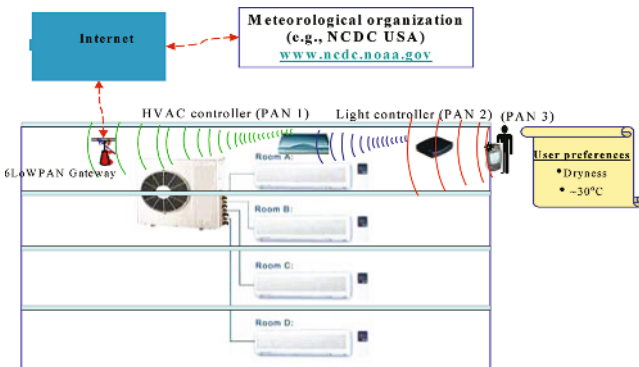 Internet
Meteorological organization
(e.g., NCDC USA)
www.ncdc.noaa.gov
HVAC controller (PAN 1)
Light controller (PAN 2)
(PAN 3)
6LoWPAN Gateway
User preferences
•Dryness
• ~30°C
Room A:
Room B:
Room C:
Room D: